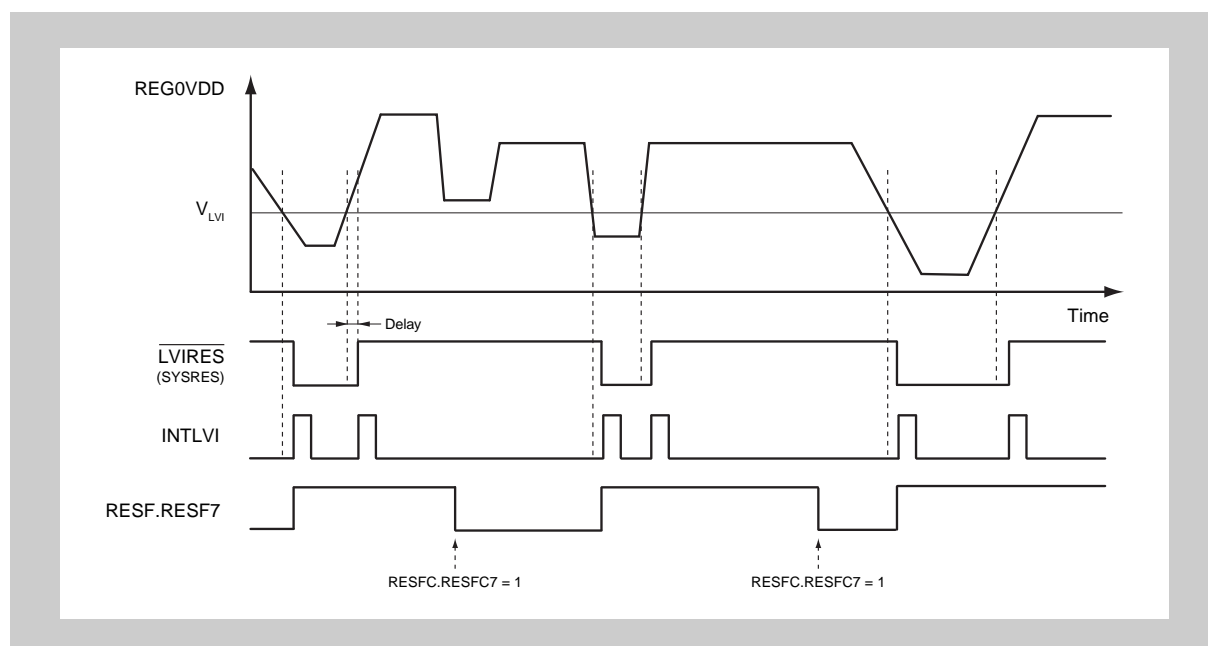 REG0VDD
VLVI
Time
Delay
LVIRES
(SYSRES)
INTLVI
RESF.RESF7
RESFC.RESFC7 = 1
RESFC.RESFC7 = 1